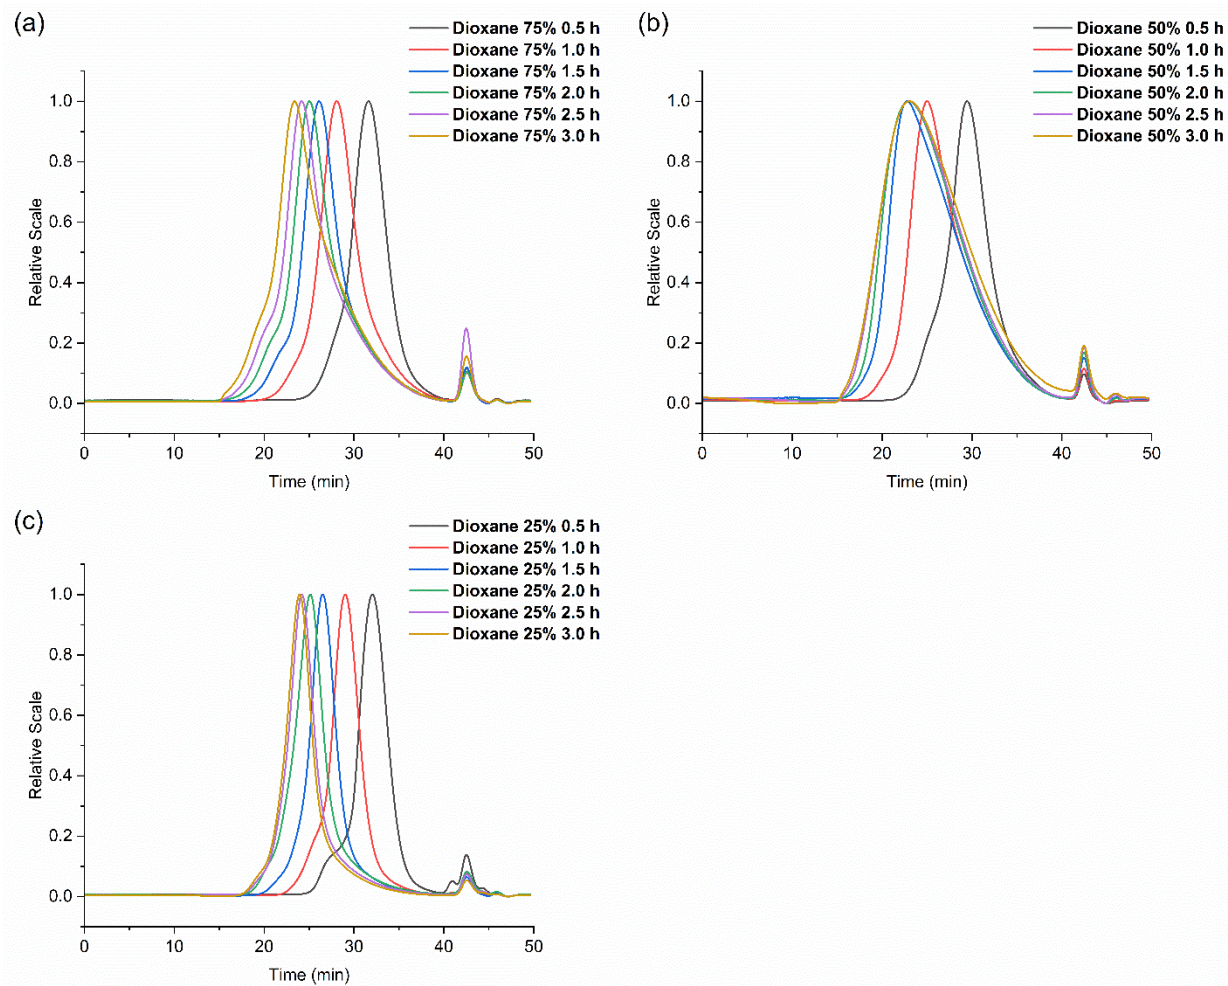 (a)
Dioxane 75% 0.5 h
Dioxane 75% 1.0 h
Dioxane 75% 1.5 h
Dioxane 75% 2.0 h
Dioxane 75% 2.5 h
Dioxane 75% 3.0 h
1.0
0.8
0.6
0.4
0.2
0.0
Relative Scale
0 10 20 30 40 50
Time (min)
(b)
Dioxane 50% 0.5 h
Dioxane 50% 1.0 h
Dioxane 50% 1.5 h
Dioxane 50% 2.0 h
Dioxane 50% 2.5 h
Dioxane 50% 3.0 h
1.0
0.8
0.6
0.4
0.2
0.0
Relative Scale
0 10 20 30 40 50
Time (min)
(c)
Dioxane 25% 0.5 h
Dioxane 25% 1.0 h
Dioxane 25% 1.5 h
Dioxane 25% 2.0 h
Dioxane 25% 2.5 h
Dioxane 25% 3.0 h
1.0
0.8
0.6
0.4
0.2
0.0
Relative Scale
0 10 20 30 40 50
Time (min)